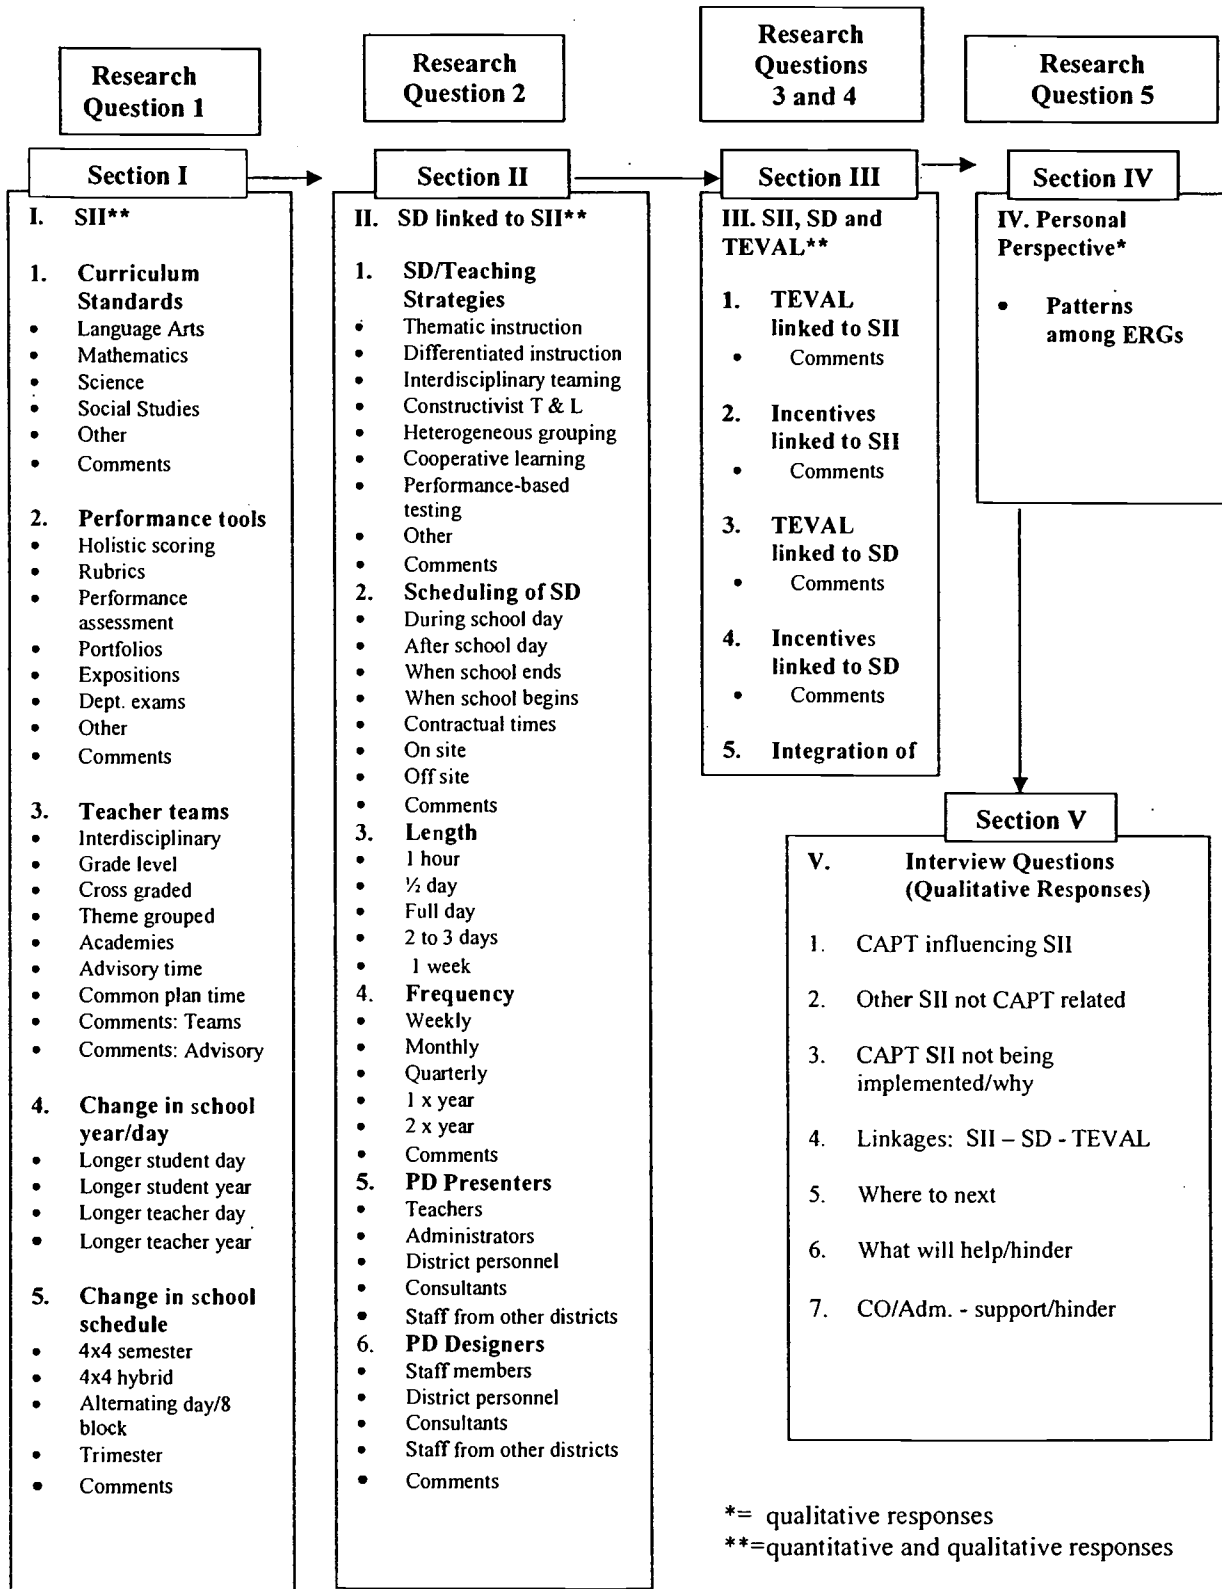 Research
Question 1
Research
Question 2
Research
Questions
3 and 4
Research
Question 5
Section I
I. SII**
1. Curriculum
Standards
• Language Arts
• Mathematics
• Science
• Social Studies
• Other
• Comments
2. Performance tools
• Holistic scoring
• Rubrics
• Performance
assessment
• Portfolios
• Expositions
• Dept. exams
• Other
• Comments
3. Teacher teams
• Interdisciplinary
• Grade level
• Cross graded
• Theme grouped
• Academies
• Advisory time
• Common plan time
• Comments: Teams
• Comments: Advisory
4. Change in school
year/day
• Longer student day
• Longer student year
• Longer teacher day
• Longer teacher year
5. Change in school
schedule
• 4x4 semester
• 4x4 hybrid
• Alternating day/8
block
• Trimester
• Comments
Section II
II. SD linked to SII**
1. SD/Teaching
Strategies
• Thematic instruction
• Differentiated instruction
• Interdisciplinary teaming
• Constructivist T & L
• Heterogeneous grouping
• Cooperative learning
• Performance-based
testing
• Other
• Comments
2. Scheduling of SD
• During school day
• After school day
• When school ends
• When school begins
• Contractual times
• On site
• Off site
• Comments
3. Length
• 1 hour
• ½ day
• Full day
• 2 to 3 days
• 1 week
4. Frequency
• Weekly
• Monthly
• Quarterly
• 1 x year
• 2 x year
• Comments
5. PD Presenters
• Teachers
• Administrators
• District personnel
• Consultants
• Staff from other districts
6. PD Designers
• Staff members
• District personnel
• Consultants
• Staff from other districts
• Comments
Section III
III. SII, SD and
TEVAL**
1. TEVAL
linked to SII
• Comments
2. Incentives
linked to SII
• Comments
3. TEVAL
linked to SD
• Comments
4. Incentives
linked to SD
• Comments
5. Integration of
Section IV
IV. Personal
Perspective*
• Patterns
among ERGs
Section V
V. Interview Questions
(Qualitative Responses)
1. CAPT influencing SII
2. Other SII not CAPT related
3. CAPT SII not being
implemented/why
4. Linkages: SII – SD - TEVAL
5. Where to next
6. What will help/hinder
7. CO/Adm. - support/hinder
*= qualitative responses
**=quantitative and qualitative responses